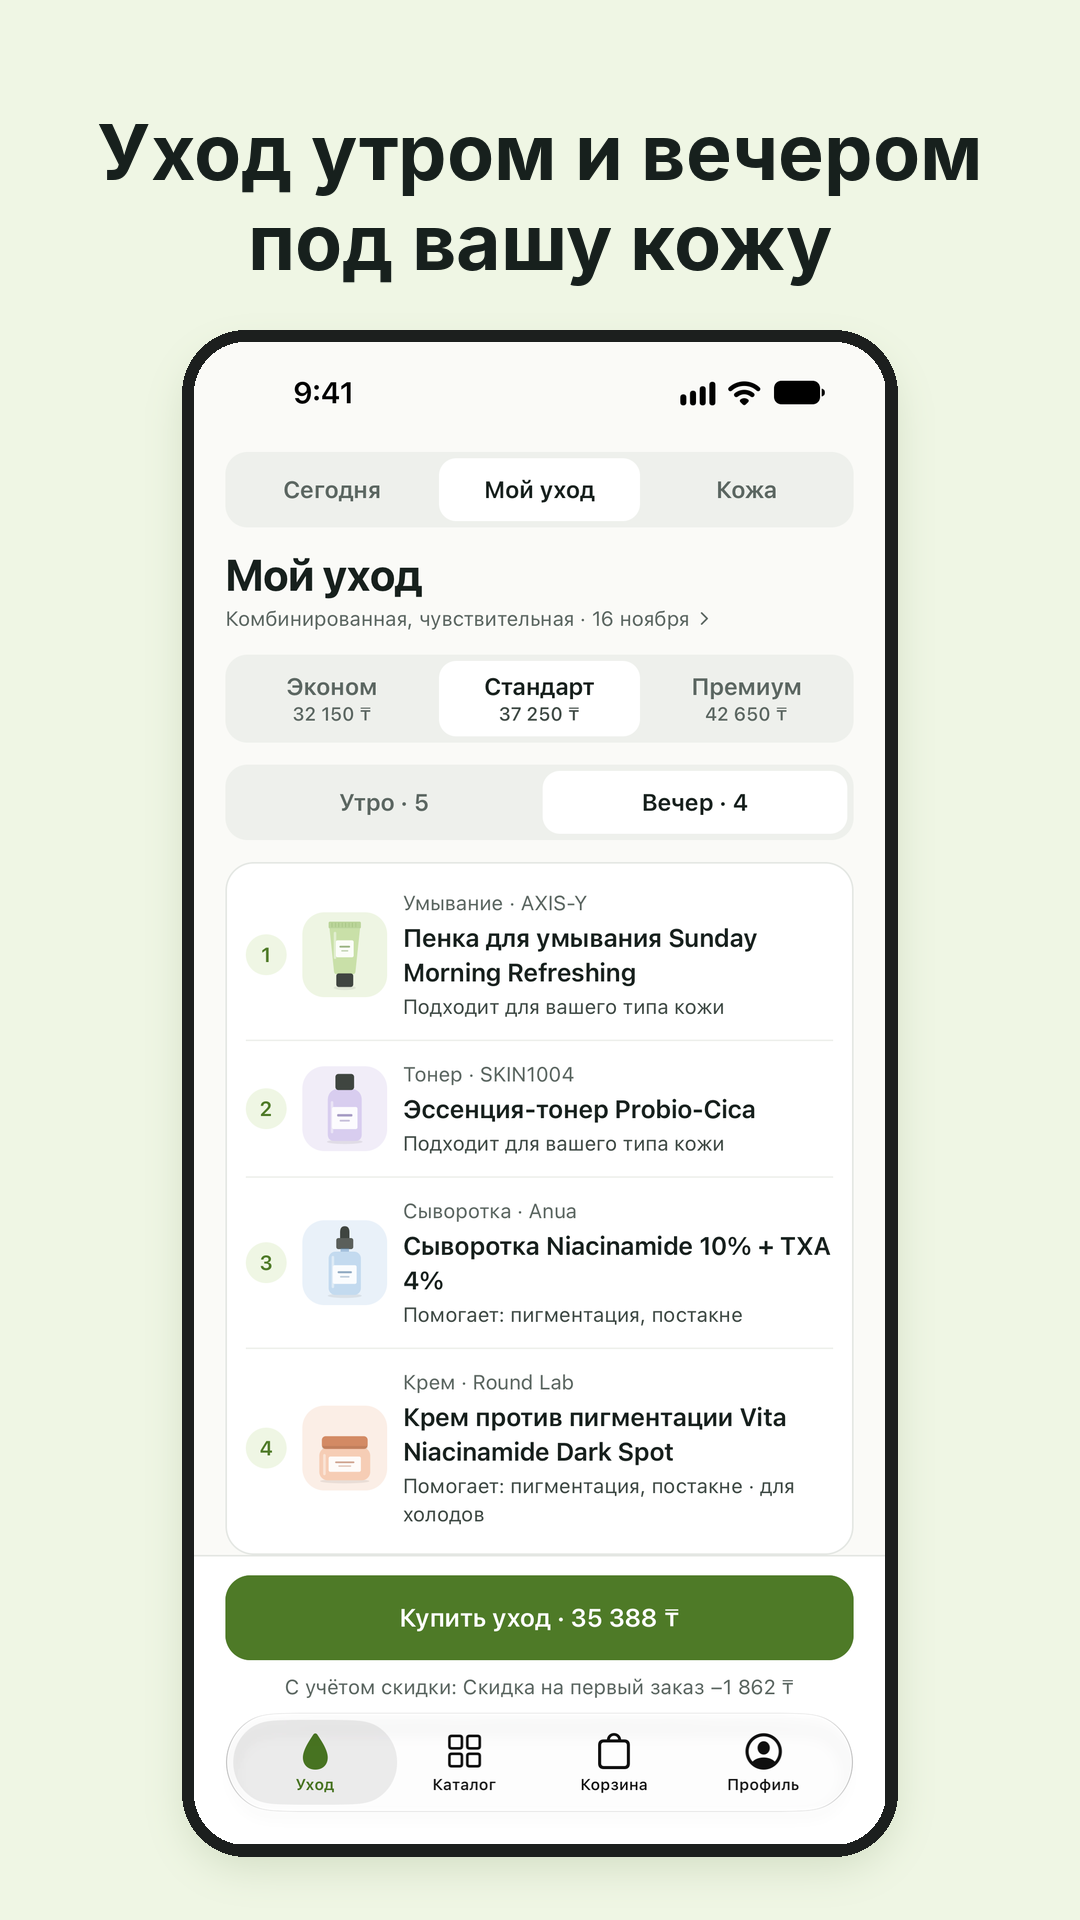 Уход утром и вечером
под вашу кожу
9:41
Сегодня
Мой уход
Кожа
Мой уход
Комбинированная, чувствительная · 16 ноября
Эконом
32 150 ₸
Стандарт
37 250 ₸
Премиум
42 650 ₸
Утро · 5
Вечер · 4
1
Умывание · AXIS-Y
Пенка для умывания Sunday
Morning Refreshing
Подходит для вашего типа кожи
2
Тонер · SKIN1004
Эссенция-тонер Probio-Cica
Подходит для вашего типа кожи
3
Сыворотка · Anua
Сыворотка Niacinamide 10% + TXA
4%
Помогает: пигментация, постакне
4
Крем · Round Lab
Крем против пигментации Vita
Niacinamide Dark Spot
Помогает: пигментация, постакне · для
холодов
Купить уход · 35 388 ₸
С учётом скидки: Скидка на первый заказ −1 862 ₸
Уход
Каталог
Корзина
Профиль